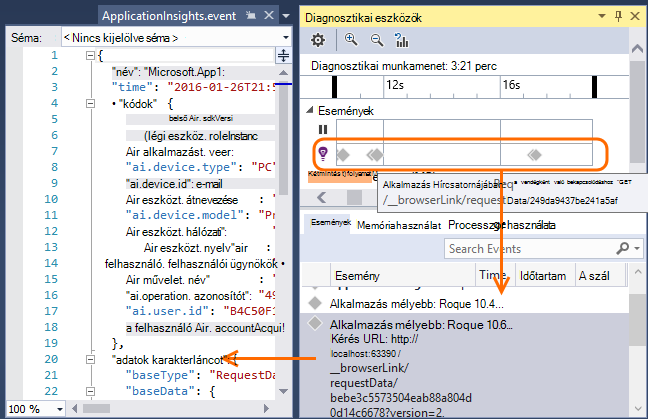 ApplicationInsights.event
Séma: < Nincs kijelölve séma >
1 {
2 "név": "Microsoft.App1:
3 "time": "2016-01-26T21:5
4 • "kódok" {
5 belső Air. sdkVersi
6 (légi eszköz. roleInstanc
7 Air alkalmazást. veer:
8 "ai.device.type": "PC"
9 "ai.device.id": e-mail
10 Air eszközt. átnevezése : "
11 "ai.device.model": "Pr
12 Air eszközt. hálózati: "
13 Air eszközt. nyelv"air :
14 felhasználó. felhasználói ügynökök •
15 Air művelet. név" : "
16 "ai.operation. azonosítót": "49
17 "ai.user.id": "B4C50F1
18 a felhasználó Air. accountAcqui!
19 },
20 "adatok karakterláncot"
21 "baseType": "RequestDa
22 "baseData": {
100 %
Diagnosztikai eszközök
Diagnosztikai munkamenet: 3:21 perc
12s 16s
Események
Alkalmazás Hírcsatornájában: vendégként való bekapcsolódáshoz "GET
/__browserLink/requestData/249da9437be241a5af
Események Memóriahasználat Processzorhasználata
Search Events
Esemény Time Időtartam A szál
Alkalmazás mélyebb: Roque 10.4...
Alkalmazás mélyebb: Roque 10.6...
Kérés URL: http://
localhost: 63390 /
__browserLink/
requestData/
bebe3c5573504eab88a804d
0d14c6678?version=2.